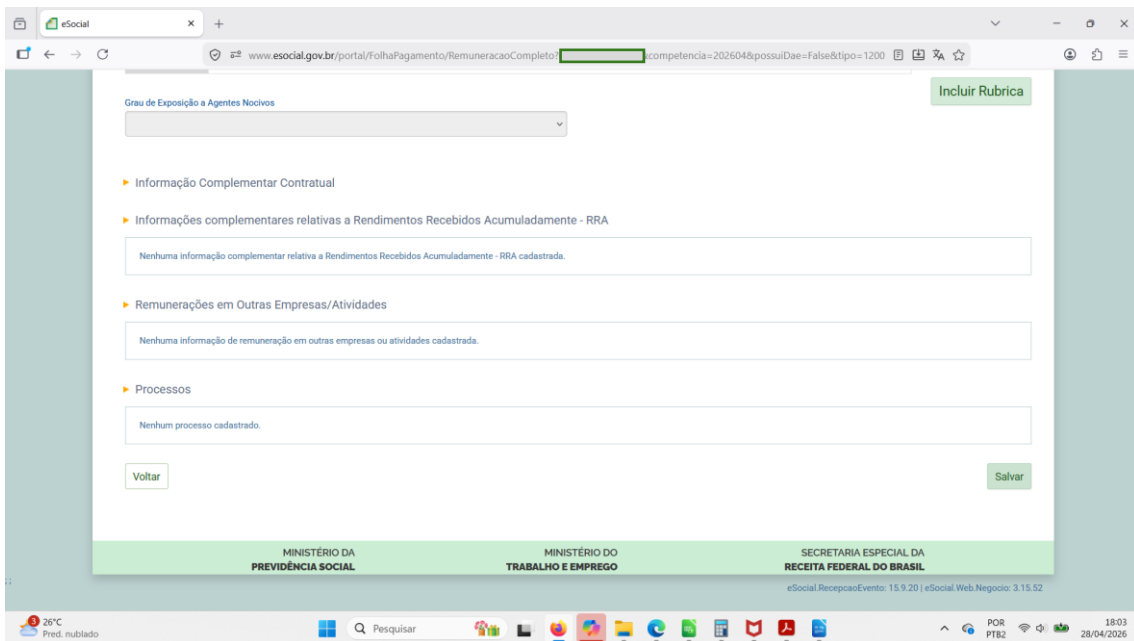 eSocial
www.esocial.gov.br/portal/FolhaPagamento/RemuneracaoCompleto?
competencia=202604&possuiDae=False&tipo=1200
Incluir Rubrica
Grau de Exposição a Agentes Nocivos
Informação Complementar Contratual
Informações complementares relativas a Rendimentos Recebidos Acumuladamente - RRA
Nenhuma informação complementar relativa a Rendimentos Recebidos Acumuladamente - RRA cadastrada.
Remunerações em Outras Empresas/Atividades
Nenhuma informação de remuneração em outras empresas ou atividades cadastrada.
Processos
Nenhum processo cadastrado.
Voltar
Salvar
MINISTÉRIO DA
PREVIDÊNCIA SOCIAL
MINISTÉRIO DO
TRABALHO E EMPREGO
SECRETARIA ESPECIAL DA
RECEITA FEDERAL DO BRASIL
; ;
eSocial.RecepcaoEvento: 15.9.20 | eSocial.Web.Negocio: 3.15.52
3
26°C
Pred. nublado
Pesquisar
POR
PTB2
18:03
28/04/2026